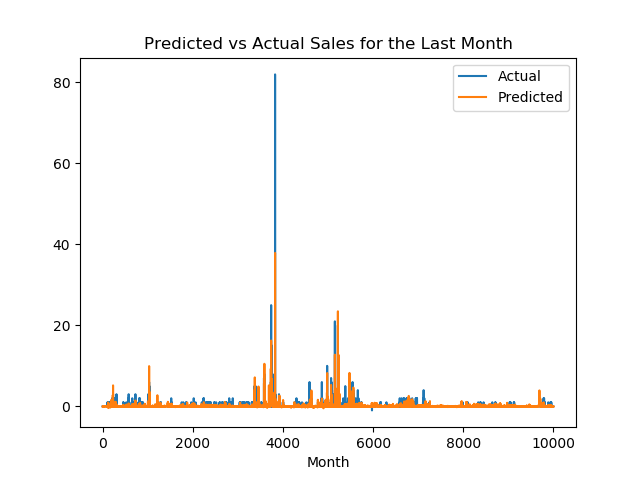 Predicted vs Actual Sales for the Last Month
Actual
Predicted
80
60
40
20
0
0 2000 4000 6000 8000 10000
Month